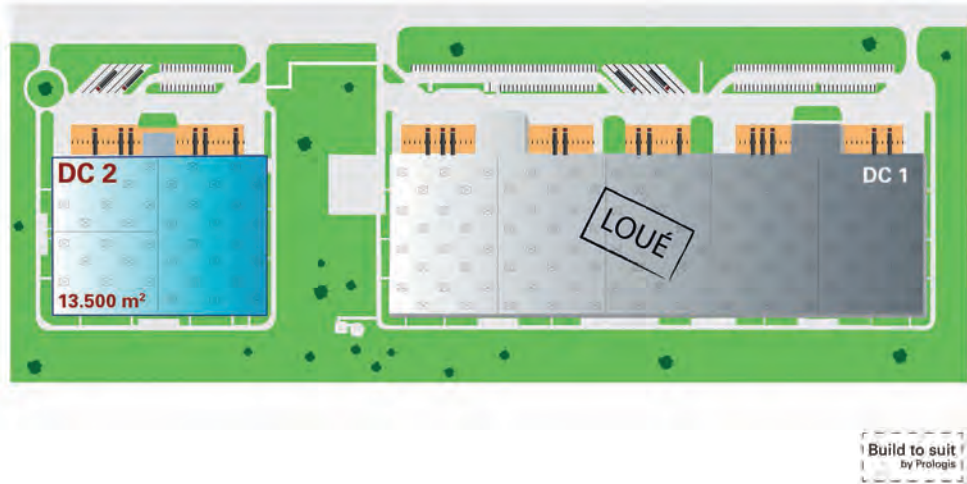 DC 2
13.500 m²
LOUÉ
DC 1
Build to suit
by Prologis